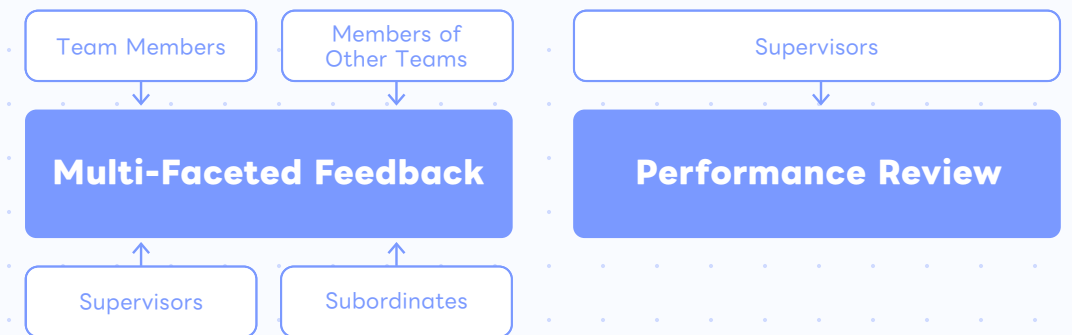 Team Members
Members of
Other Teams
Supervisors
Multi-Faceted Feedback
Performance Review
Supervisors
Subordinates